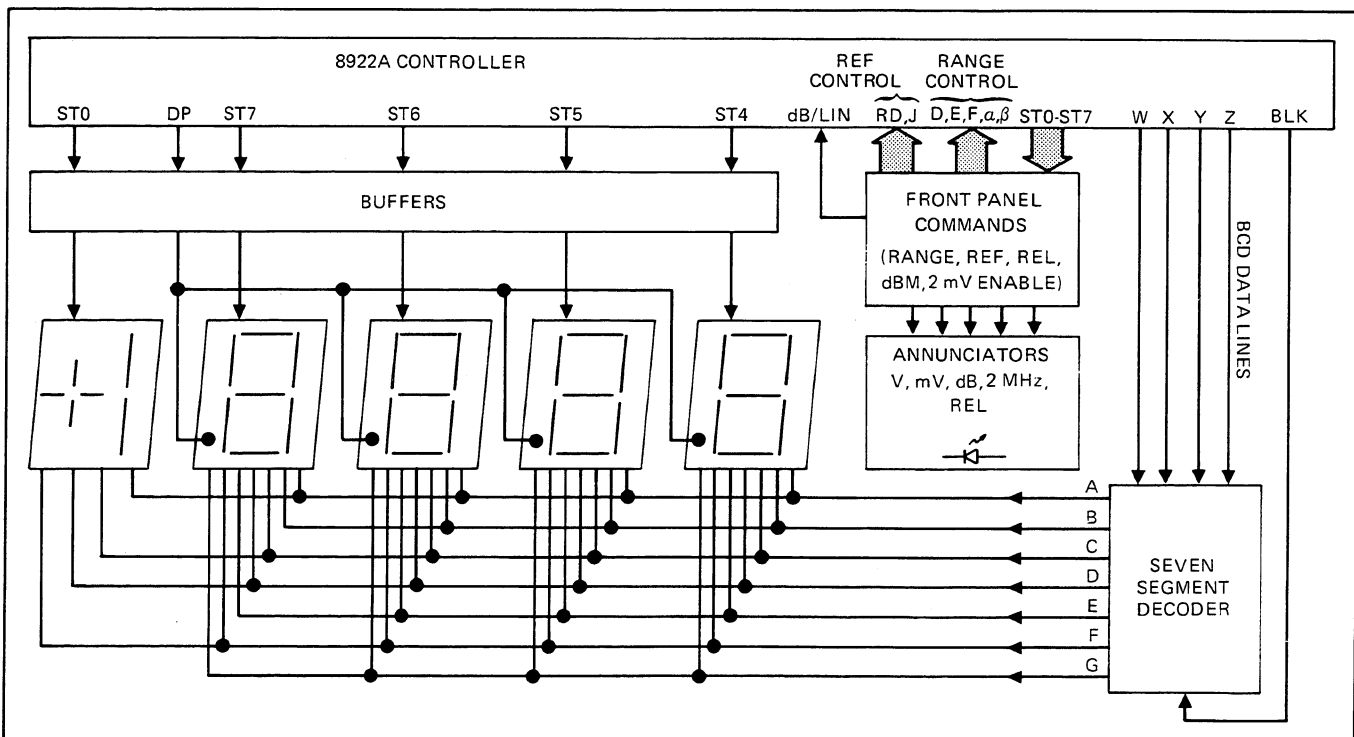 8922A CONTROLLER
REF CONTROL
RANGE CONTROL
ST0 DP ST7 ST6 ST5 ST4 dB/LIN RD,J D,E,F,α,β ST0-ST7 W X Y Z BLK
BUFFERS
FRONT PANEL
COMMANDS
(RANGE, REF, REL,
dBM, 2 mV ENABLE)
BCD DATA LINES
ANNUNCIATORS
V, mV, dB, 2 MHz,
REL
A
B
C
D
E
F
G
SEVEN
SEGMENT
DECODER